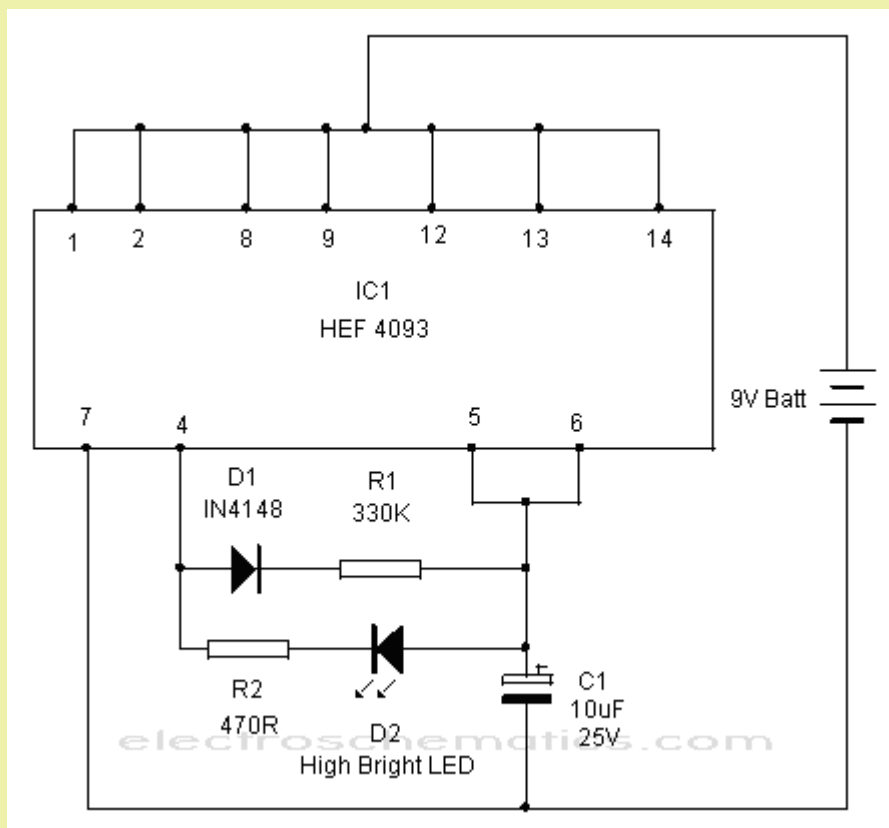 1 2 8 9 12 13 14
IC1
HEF 4093
9V Batt
7 4 5 6
D1
IN4148
R1
330K
R2
470R
D2
High Bright LED
+
C1
10uF
25V
electroschematics.com